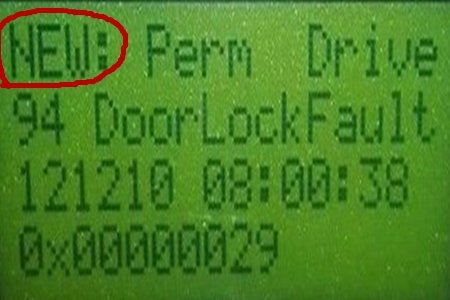 NEW: Perm Drive
94 DoorLockFault
121210 08:00:38
0x00000029